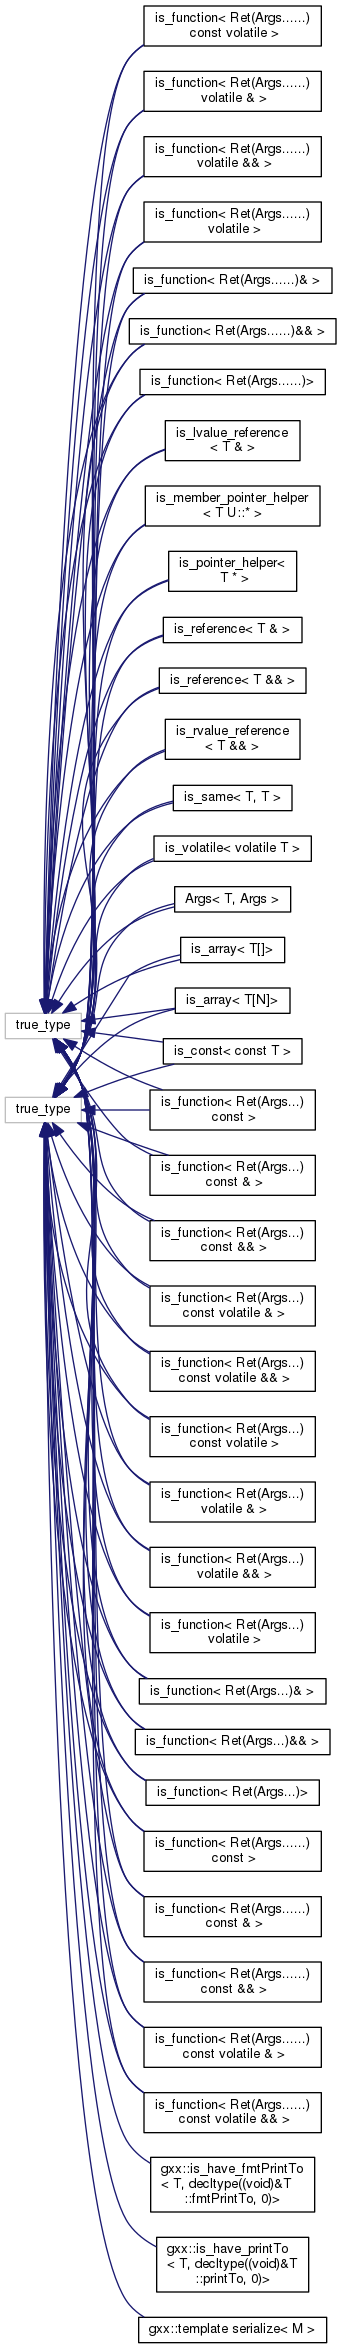 is_function< Ret(Args......)
const volatile >
is_function< Ret(Args......)
volatile & >
is_function< Ret(Args......)
volatile && >
is_function< Ret(Args......)
volatile >
is_function< Ret(Args......)& >
is_function< Ret(Args......)&& >
is_function< Ret(Args......)>
is_lvalue_reference
< T & >
is_member_pointer_helper
< T U::* >
is_pointer_helper<
T * >
is_reference< T & >
is_reference< T && >
is_rvalue_reference
< T && >
is_same< T, T >
is_volatile< volatile T >
Args< T, Args >
is_array< T[]>
is_array< T[N]>
true_type
is_const< const T >
true_type
is_function< Ret(Args...)
const >
is_function< Ret(Args...)
const & >
is_function< Ret(Args...)
const && >
is_function< Ret(Args...)
const volatile & >
is_function< Ret(Args...)
const volatile && >
is_function< Ret(Args...)
const volatile >
is_function< Ret(Args...)
volatile & >
is_function< Ret(Args...)
volatile && >
is_function< Ret(Args...)
volatile >
is_function< Ret(Args...)& >
is_function< Ret(Args...)&& >
is_function< Ret(Args...)>
is_function< Ret(Args......)
const >
is_function< Ret(Args......)
const & >
is_function< Ret(Args......)
const && >
is_function< Ret(Args......)
const volatile & >
is_function< Ret(Args......)
const volatile && >
gxx::is_have_fmtPrintTo
< T, decltype((void)&T
::fmtPrintTo, 0)>
gxx::is_have_printTo
< T, decltype((void)&T
::printTo, 0)>
gxx::template serialize< M >